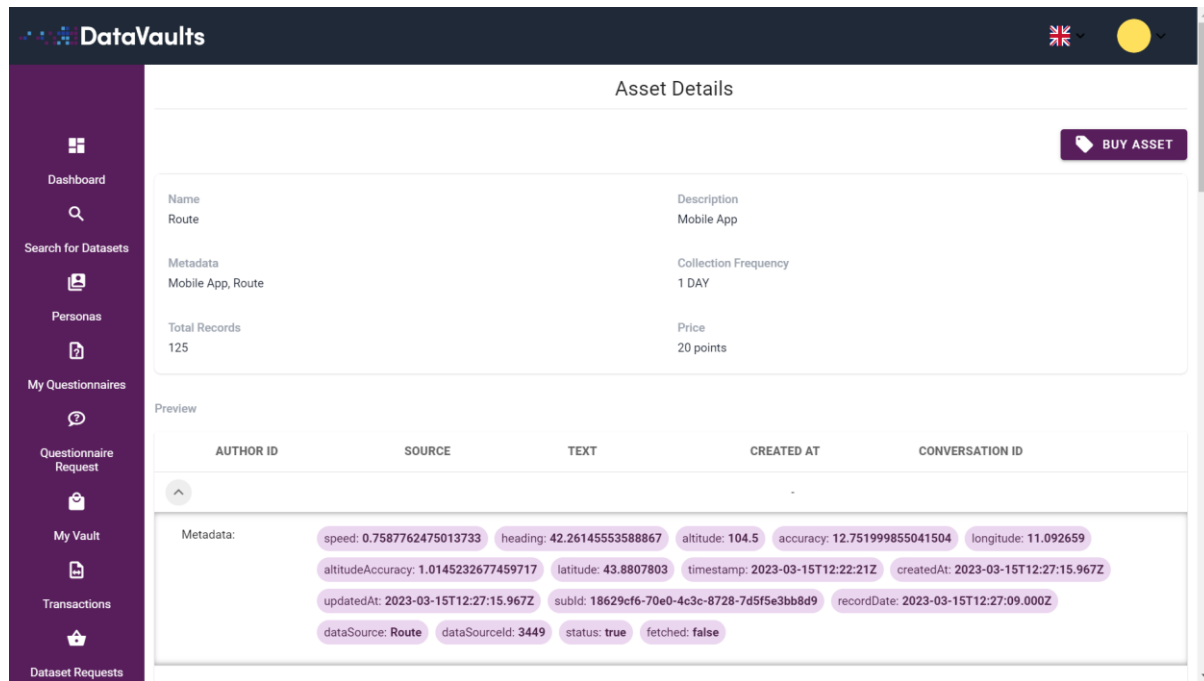 DataVaults
Asset Details
BUY ASSET
Dashboard
Search for Datasets
Personas
My Questionnaires
Questionnaire
Request
My Vault
Transactions
Dataset Requests
Name
Route
Description
Mobile App
Metadata
Mobile App, Route
Collection Frequency
1 DAY
Total Records
125
Price
20 points
Preview
AUTHOR ID SOURCE TEXT CREATED AT CONVERSATION ID
-
Metadata:
speed: 0.7587762475013733 heading: 42.26145553588867 altitude: 104.5 accuracy: 12.751999855041504 longitude: 11.092659
altitudeAccuracy: 1.0145232677459717 latitude: 43.8807803 timestamp: 2023-03-15T12:22:21Z createdAt: 2023-03-15T12:27:15.967Z
updatedAt: 2023-03-15T12:27:15.967Z subId: 18629cf6-70e0-4c3c-8728-7d5f5e3bb8d9 recordDate: 2023-03-15T12:27:09.000Z
dataSource: Route dataSourceId: 3449 status: true fetched: false